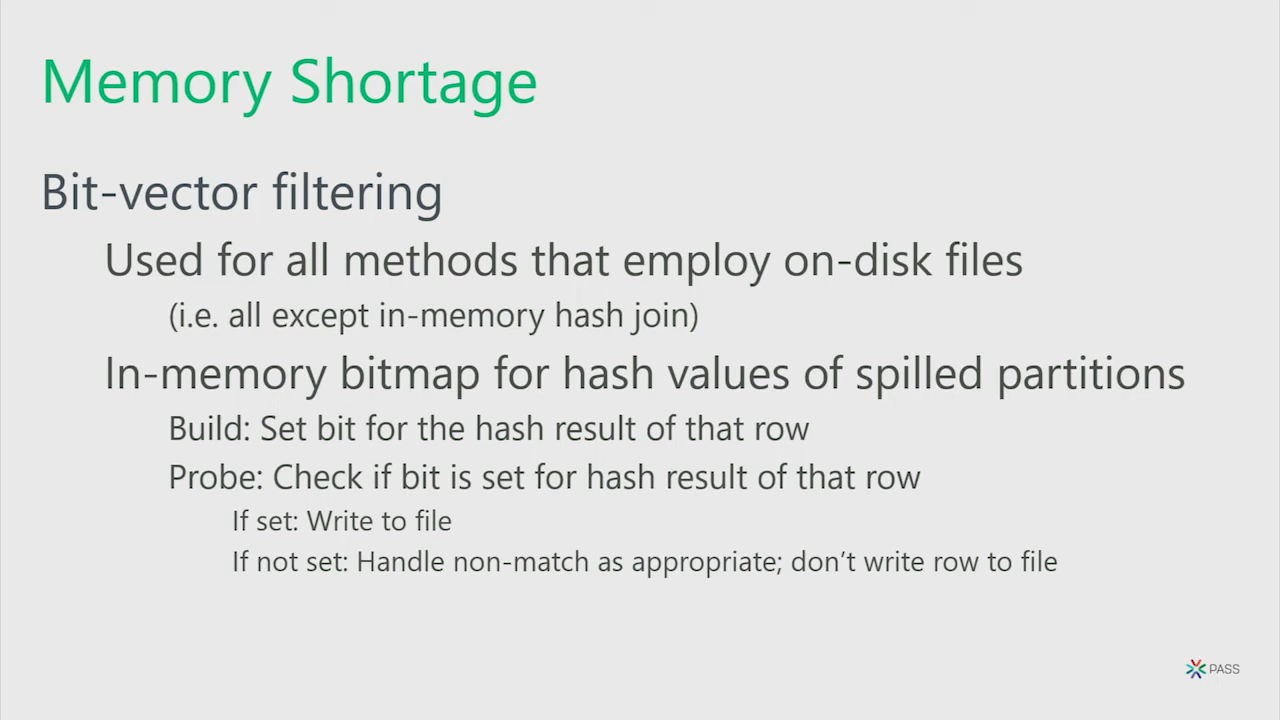 Memory Shortage
Bit-vector filtering
Used for all methods that employ on-disk files
(i.e. all except in-memory hash join)
In-memory bitmap for hash values of spilled partitions
Build: Set bit for the hash result of that row
Probe: Check if bit is set for hash result of that row
If set: Write to file
If not set: Handle non-match as appropriate; don’t write row to file
PASS